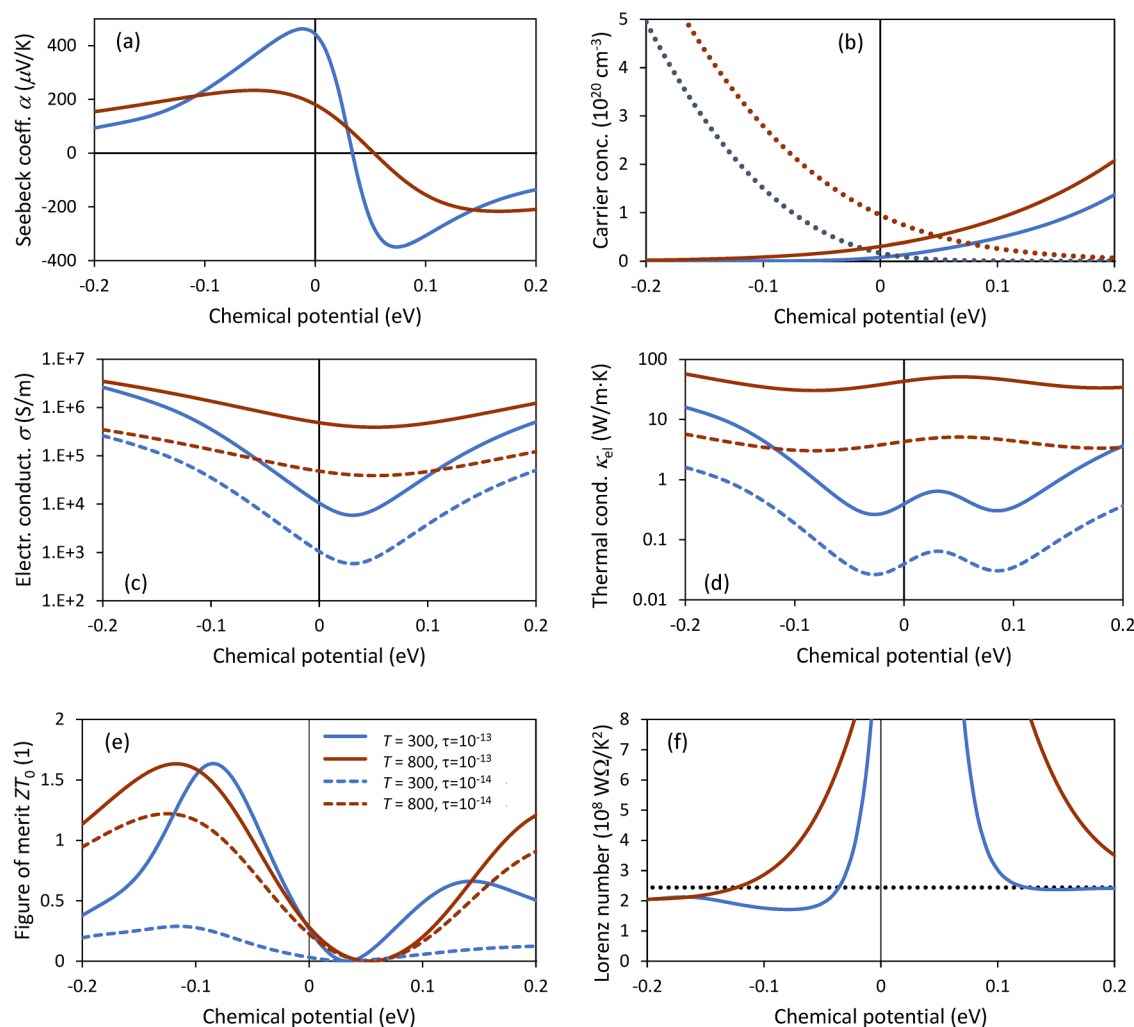 (a)
Seebeck coeff. α (μV/K)
400
200
0
-200
-400
-0.2 -0.1 0 0.1 0.2
Chemical potential (eV)
(b)
Carrier conc. (10²⁰ cm⁻³)
5
4
3
2
1
0
-0.2 -0.1 0 0.1 0.2
Chemical potential (eV)
(c)
Electr. conduct. σ (S/m)
1.E+7
1.E+6
1.E+5
1.E+4
1.E+3
1.E+2
-0.2 -0.1 0 0.1 0.2
Chemical potential (eV)
(d)
Thermal cond. κel (W/m·K)
100
10
1
0.1
0.01
-0.2 -0.1 0 0.1 0.2
Chemical potential (eV)
(e)
Figure of merit ZT₀ (1)
2
1.5
1
0.5
0
T = 300, τ=10⁻¹³
T = 800, τ=10⁻¹³
T = 300, τ=10⁻¹⁴
T = 800, τ=10⁻¹⁴
-0.2 -0.1 0 0.1 0.2
Chemical potential (eV)
(f)
Lorenz number (10⁸ WΩ/K²)
8
7
6
5
4
3
2
1
0
-0.2 -0.1 0 0.1 0.2
Chemical potential (eV)